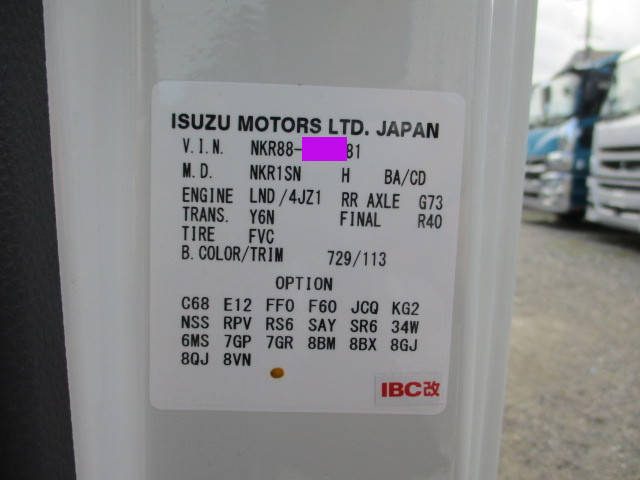 ISUZU MOTORS LTD. JAPAN
V.I.N. NKR88- 81
M.D. NKR1SN H BA/CD
ENGINE LND/4JZ1 RR AXLE G73
TRANS. Y6N FINAL R40
TIRE FVC
B.COLOR/TRIM 729/113
OPTION
C68 E12 FF0 F60 JCQ KG2
NSS RPV RS6 SAY SR6 34W
6MS 7GP 7GR 8BM 8BX 8GJ
8QJ 8VN
IBC改